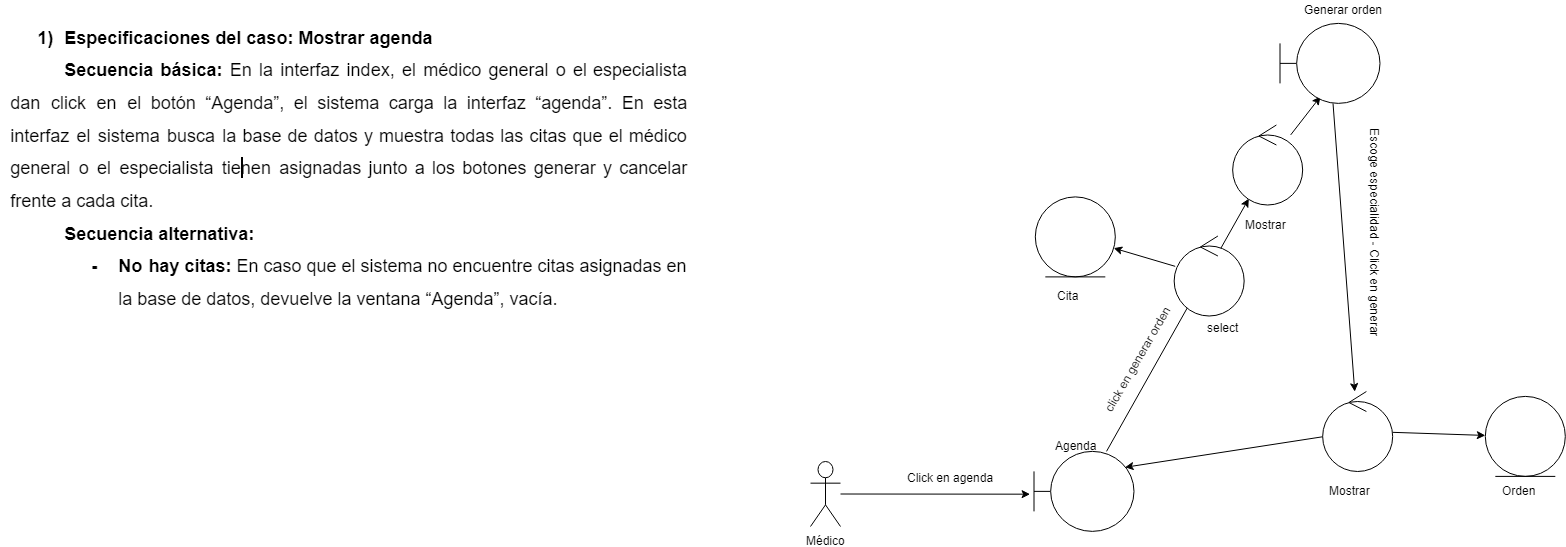 1) Especificaciones del caso: Mostrar agenda
Secuencia básica: En la interfaz index, el médico general o el especialista
dan click en el botón “Agenda”, el sistema carga la interfaz “agenda”. En esta
interfaz el sistema busca la base de datos y muestra todas las citas que el médico
general o el especialista tienen asignadas junto a los botones generar y cancelar
frente a cada cita.
Secuencia alternativa:
- No hay citas: En caso que el sistema no encuentre citas asignadas en
la base de datos, devuelve la ventana “Agenda”, vacía.
Generar orden
Mostrar
Cita
select
Escoge especialidad - Click en generar
click en generar orden
Agenda
Click en agenda
Médico
Mostrar
Orden